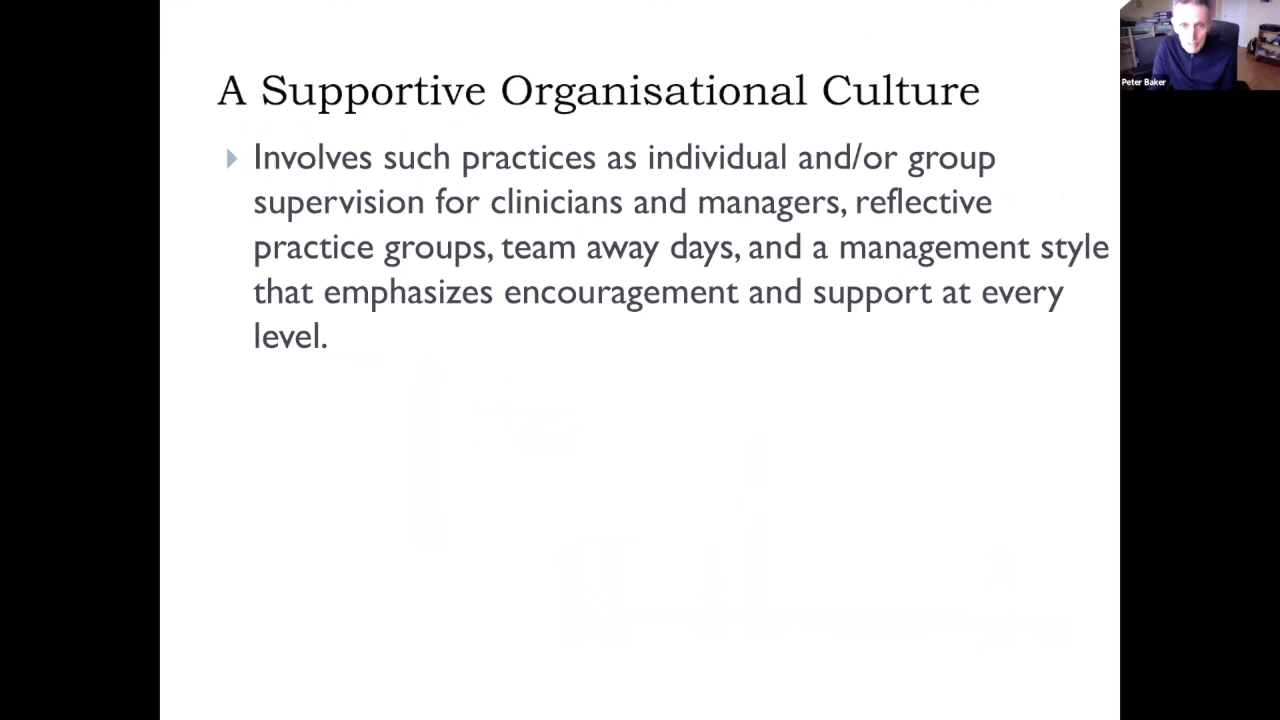 A Supportive Organisational Culture
Involves such practices as individual and/or group
supervision for clinicians and managers, reflective
practice groups, team away days, and a management style
that emphasizes encouragement and support at every
level.
Peter Baker